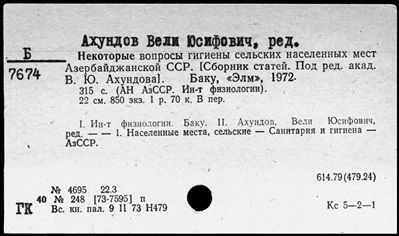 Ахундов Вели Юсифович, ред.
Б
7674
Некоторые вопросы гигиены сельских населенных мест
Азербайджанской ССР. [Сборник статей. Под ред. акад.
В. Ю. Ахундова]. Баку, «Элм», 1972.
315 с. (АН АзССР. Ин-т физиологии).
22 см. 850 экз. 1 р. 70 к. В пер.
I. Ин-т физиологии. Баку. II. Ахундов, Вели Юсифович,
ред. — — 1. Населенные места, сельские — Санитария и гигиена —
АзССР.
614.79(479.24)
№ 4695 22.3
ГК 40 № 248 [73-7595] п
Вс. кн. пал. 9 II 73 Н479
Кс 5—2—1